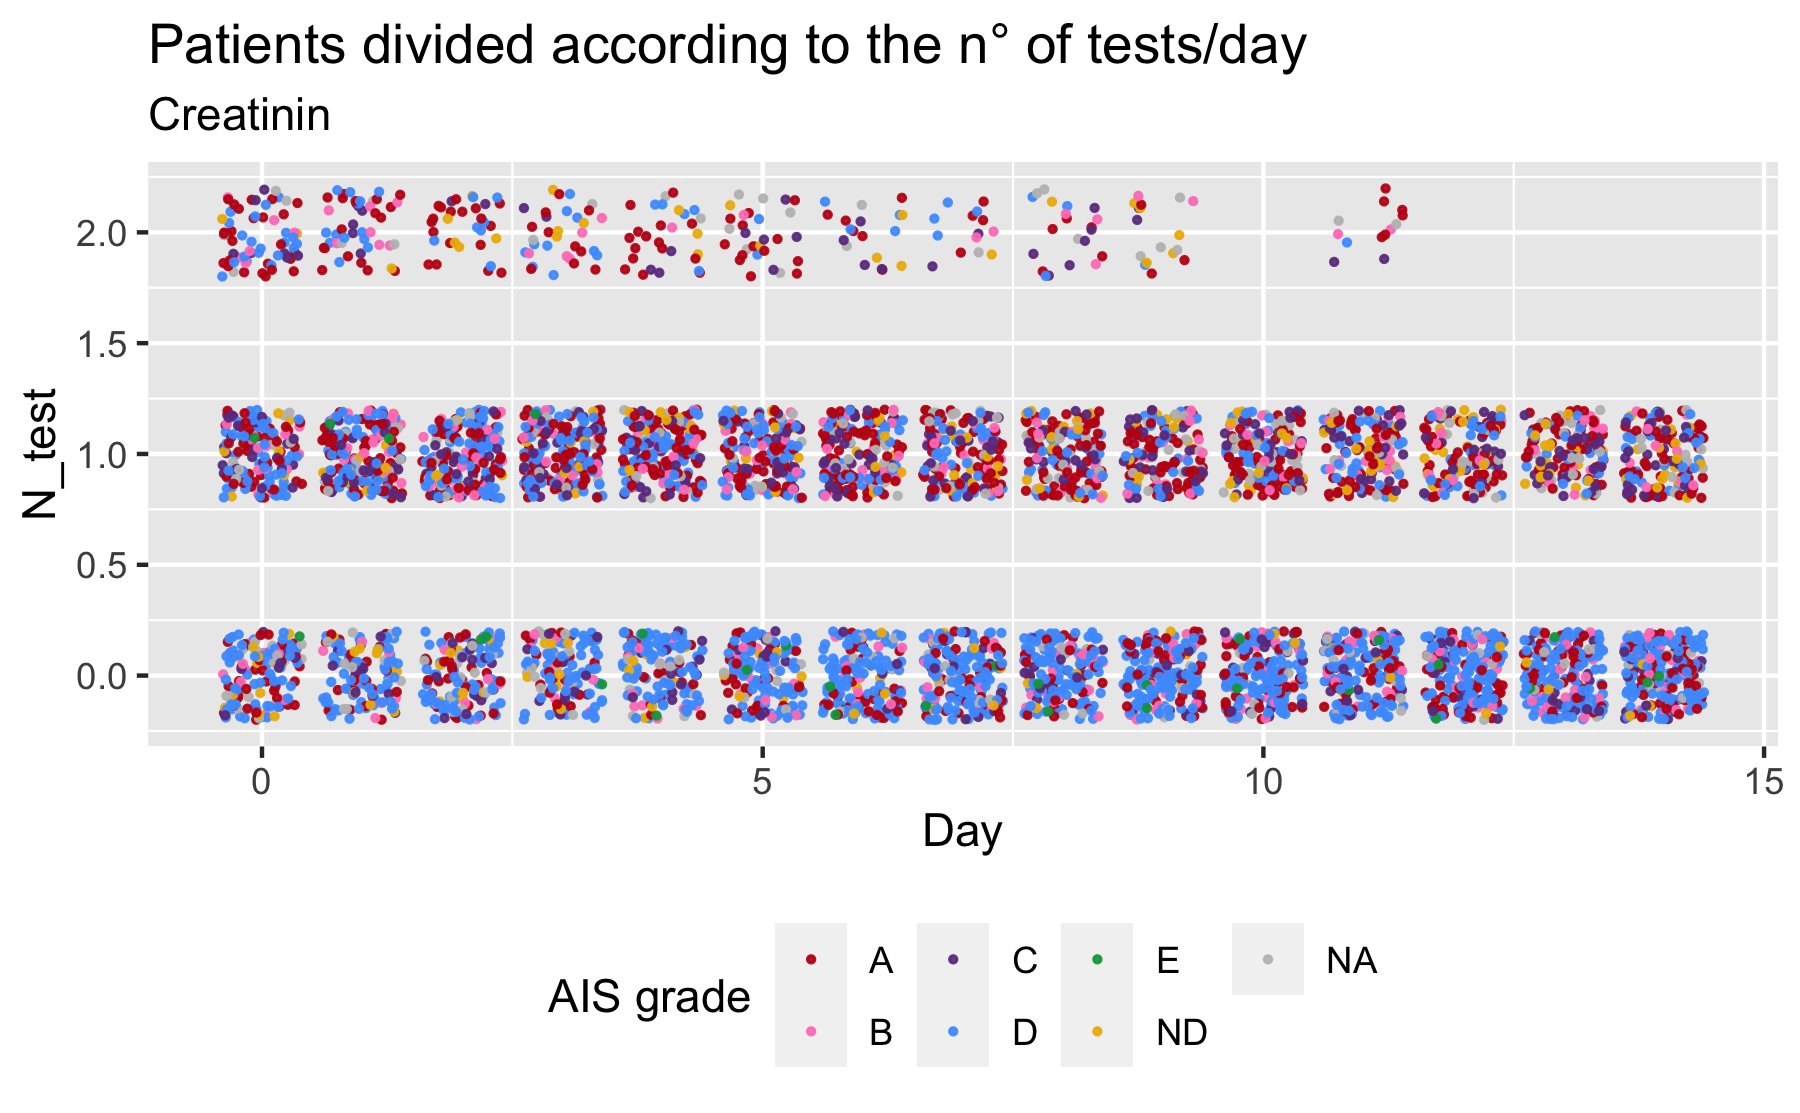 Patients divided according to the n° of tests/day
Creatinin
N_test
2.0
1.5
1.0
0.5
0.0
0 5 10 15
Day
AIS grade
A C E NA
B D ND